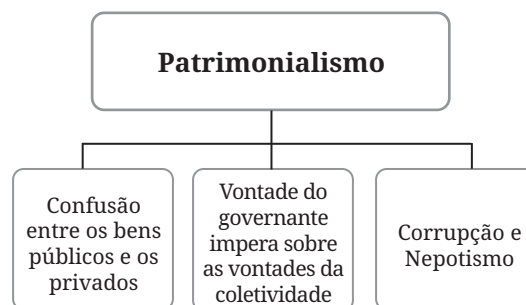 Patrimonialismo
Confusão
entre os bens
públicos e os
privados
Vontade do
governante
impera sobre
as vontades da
coletividade
Corrupção e
Nepotismo